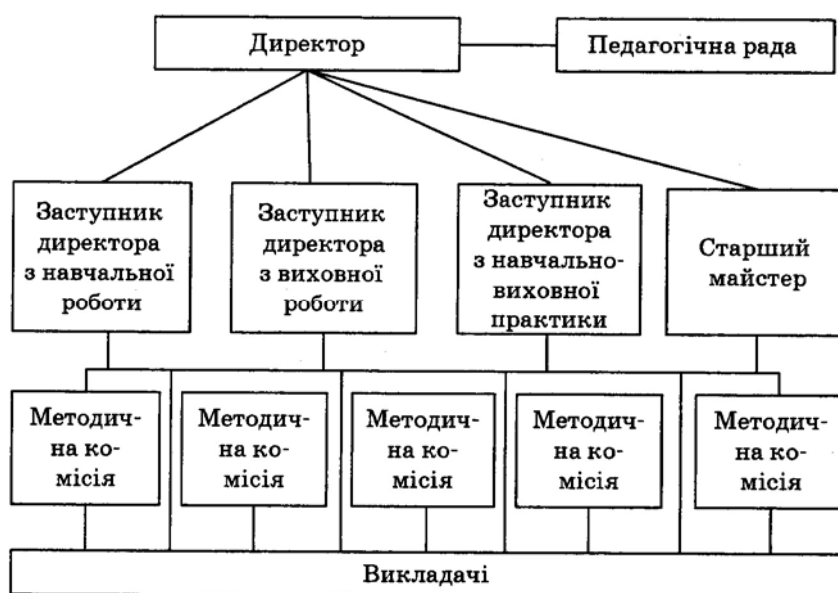 Директор
Педагогічна рада
Заступник
директора
з навчальної
роботи
Заступник
директора
з виховної
роботи
Заступник
директора
з навчально-
виховної
практики
Старший
майстер
Методич-
на ко-
місія
Методич-
на ко-
місія
Методич-
на ко-
місія
Методич-
на ко-
місія
Методич-
на ко-
місія
Викладачі